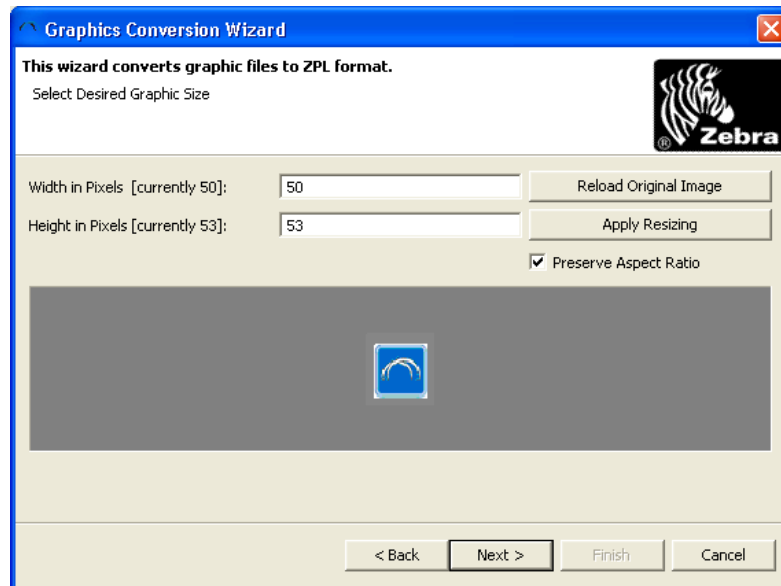 Graphics Conversion Wizard
This wizard converts graphic files to ZPL format.
Select Desired Graphic Size
Zebra
®
Width in Pixels [currently 50]:
50
Reload Original Image
Height in Pixels [currently 53]:
53
Apply Resizing
Preserve Aspect Ratio
< Back
Next >
Finish
Cancel